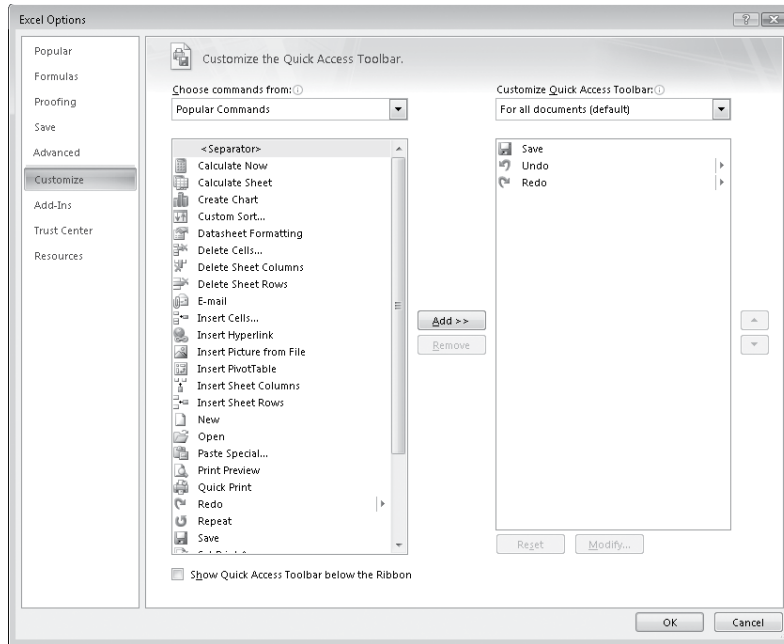 Excel Options
Popular
Formulas
Proofing
Save
Advanced
Customize
Add-Ins
Trust Center
Resources
Customize the Quick Access Toolbar.
Choose commands from:
Popular Commands
<Separator>
Calculate Now
Calculate Sheet
Create Chart
Custom Sort...
Datasheet Formatting
Delete Cells...
Delete Sheet Columns
Delete Sheet Rows
E-mail
Insert Cells...
Insert Hyperlink
Insert Picture from File
Insert PivotTable
Insert Sheet Columns
Insert Sheet Rows
New
Open
Paste Special...
Print Preview
Quick Print
Redo
Repeat
Save
Show Quick Access Toolbar below the Ribbon
Add >>
Remove
Customize Quick Access Toolbar:
For all documents (default)
Save
Undo
Redo
Reset
Modify...
OK
Cancel